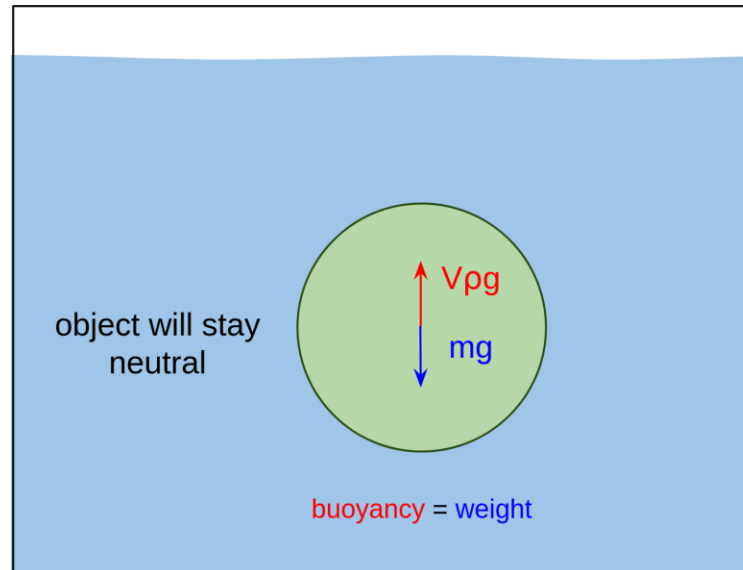 Vρg
object will stay
neutral
mg
buoyancy = weight